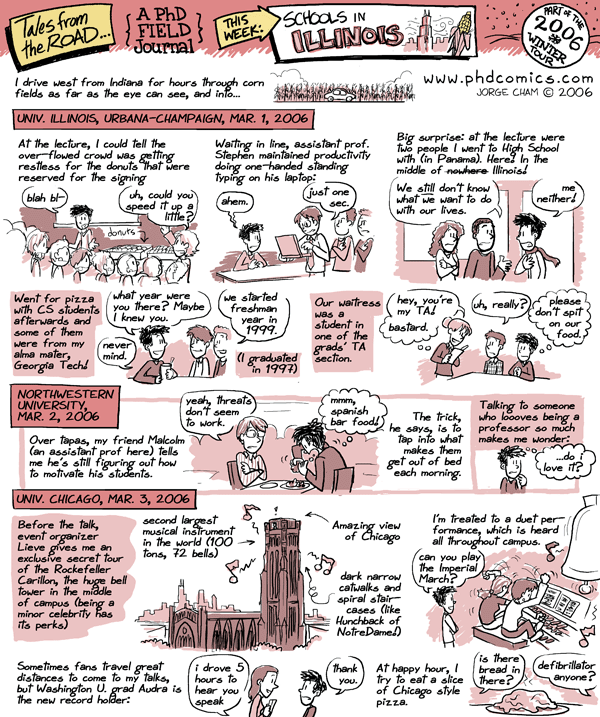 Tales from
the ROAD...
A PhD
FIELD
Journal
THIS
WEEK:
SCHOOLS IN
ILLINOIS
PART OF THE
2006
WINTER
TOUR
I drive west from Indiana for hours through corn
fields as far as the eye can see, and into...
www.phdcomics.com
JORGE CHAM © 2006
UNIV. ILLINOIS, URBANA-CHAMPAIGN, MAR. 1, 2006
At the lecture, I could tell the
over-flowed crowd was getting
restless for the donuts that were
reserved for the signing
blah bl-
uh, could you
speed it up a
little?
donuts
Waiting in line, assistant prof.
Stephen maintained productivity
doing one-handed standing
typing on his laptop:
ahem.
just one
sec.
Big surprise: at the lecture were
two people I went to High School
with (in Panama). Here! In the
middle of nowhere Illinois!
We still don't know
what we want to do
with our lives.
me
neither!
Went for pizza
with CS students
afterwards and
some of them
were from my
alma mater,
Georgia Tech!
what year were
you there? Maybe
I knew you.
never
mind.
we started
freshman
year in
1999.
(I graduated
in 1997)
Our waitress
was a
student in
one of the
grads' TA
section.
hey, you're
my TA!
bastard.
uh, really?
please
don't spit
on our
food.
NORTHWESTERN
UNIVERSITY,
MAR. 2, 2006
Over tapas, my friend Malcolm
(an assistant prof here) tells
me he's still figuring out how
to motivate his students.
yeah, threats
don't seem
to work.
mmm,
spanish
bar food!
The trick,
he says, is to
tap into what
makes them
get out of bed
each morning.
Talking to someone
who loooves being a
professor so much
makes me wonder:
...do i
love it?
UNIV. CHICAGO, MAR. 3, 2006
Before the talk,
event organizer
Lieve gives me an
exclusive secret tour
of the Rockefeller
Carillon, the huge bell
tower in the middle
of campus (being a
minor celebrity has
its perks)
second largest
musical instrument
in the world (100
tons, 72 bells)
Amazing view
of Chicago
dark narrow
catwalks and
spiral stair-
cases (like
Hunchback of
NotreDame!)
I'm treated to a duet per-
formance, which is heard
all throughout campus.
can you play
the Imperial
March?
Sometimes fans travel great
distances to come to my talks,
but Washington U. grad Audra is
the new record holder:
i drove 5
hours to
hear you
speak
thank
you.
At happy hour, I
try to eat a slice
of Chicago style
pizza.
is there
bread in
there?
defibrillator
anyone?